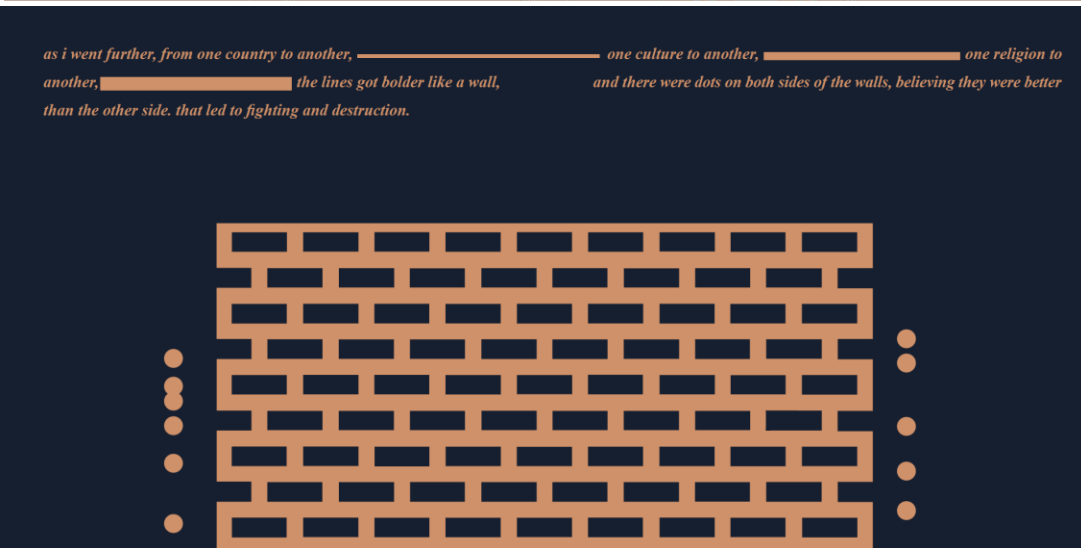 as i went further, from one country to another, one culture to another, one religion to
another, the lines got bolder like a wall, and there were dots on both sides of the walls, believing they were better
than the other side. that led to fighting and destruction.